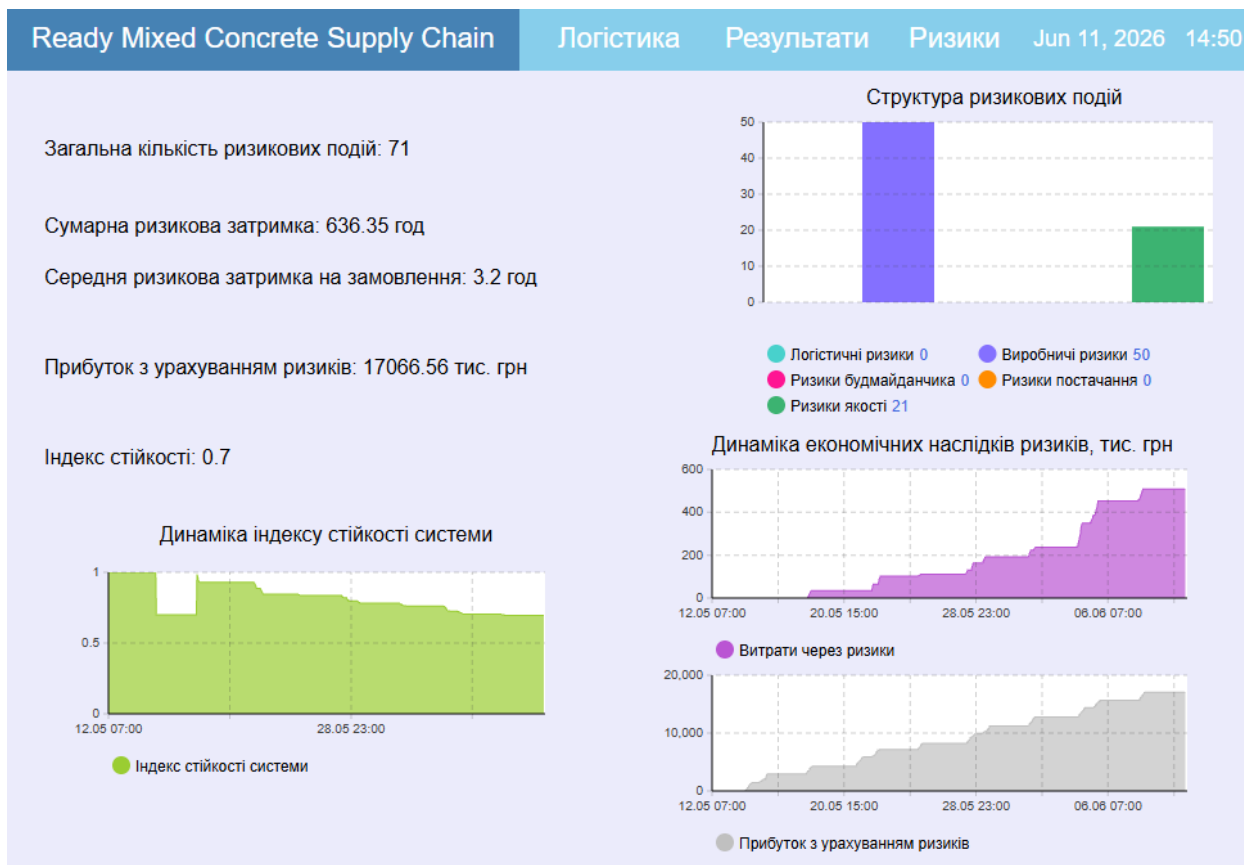 Ready Mixed Concrete Supply Chain Логістика Результати Ризики Jun 11, 2026 14:50
Загальна кількість ризикових подій: 71
Сумарна ризикова затримка: 636.35 год
Середня ризикова затримка на замовлення: 3.2 год
Прибуток з урахуванням ризиків: 17066.56 тис. грн
Індекс стійкості: 0.7
Динаміка індексу стійкості системи
1
0.5
0
12.05 07:00 28.05 23:00
Індекс стійкості системи
Структура ризикових подій
50
40
30
20
10
0
Логістичні ризики 0 Виробничі ризики 50
Ризики будмайданчика 0 Ризики постачання 0
Ризики якості 21
Динаміка економічних наслідків ризиків, тис. грн
600
400
200
0
12.05 07:00 20.05 15:00 28.05 23:00 06.06 07:00
Витрати через ризики
20,000
10,000
0
12.05 07:00 20.05 15:00 28.05 23:00 06.06 07:00
Прибуток з урахуванням ризиків